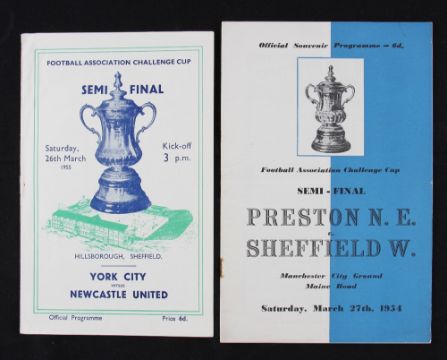 FOOTBALL ASSOCIATION CHALLENGE CUP
SEMI FINAL
Saturday,
26th March
1955
Kick-off
3 p.m.
HILLSBOROUGH, SHEFFIELD.
YORK CITY
VERSUS
NEWCASTLE UNITED
Official Programme
Price 6d.
Official Souvenir Programme - 6d.
Football Association Challenge Cup
SEMI - FINAL
PRESTON N. E.
v.
SHEFFIELD W.
Manchester City Ground
Maine Road
Saturday, March 27th, 1954